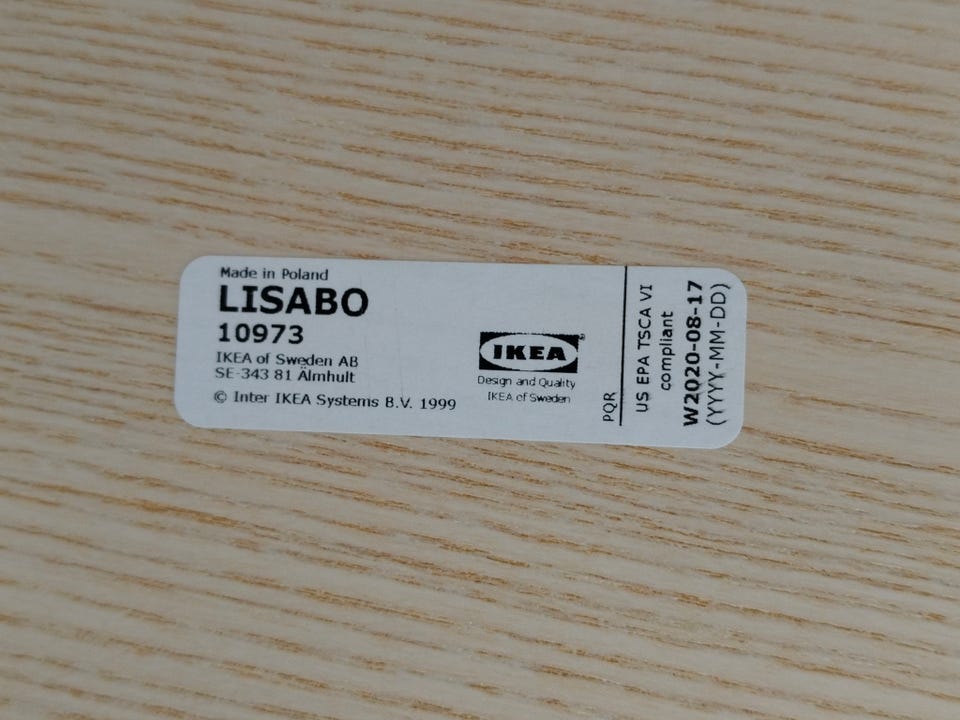 Made in Poland
LISABO
10973
IKEA of Sweden AB
SE-343 81 Älmhult
© Inter IKEA Systems B.V. 1999
IKEA®
Design and Quality
IKEA of Sweden
PQR
US EPA TSCA VI
compliant
W2020-08-17
(YYYY-MM-DD)